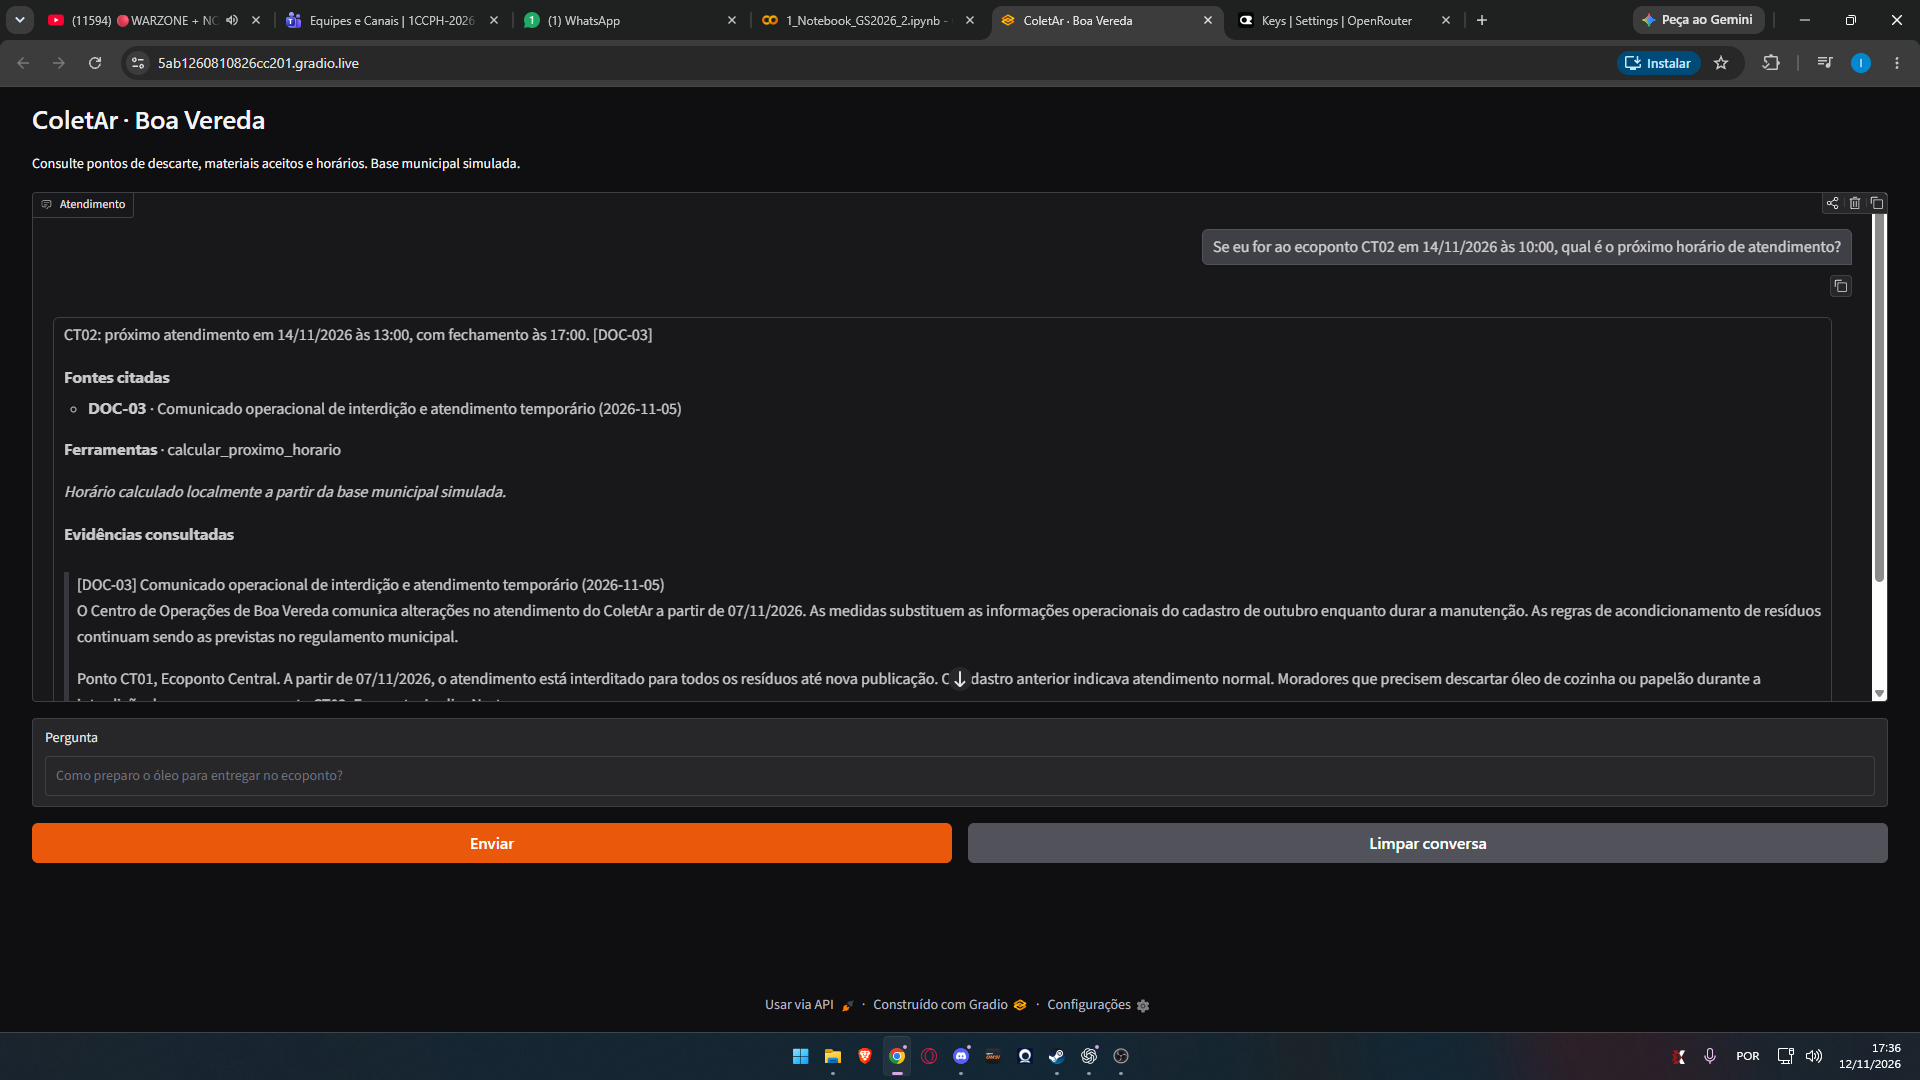 (11594) 🔴WARZONE + NC
Equipes e Canais | 1CCPH-2026
(1) WhatsApp
1_Notebook_GS2026_2.ipynb -
ColetAr · Boa Vereda
Keys | Settings | OpenRouter
Peça ao Gemini
5ab1260810826cc201.gradio.live
Instalar
I
ColetAr · Boa Vereda
Consulte pontos de descarte, materiais aceitos e horários. Base municipal simulada.
Atendimento
Se eu for ao ecoponto CT02 em 14/11/2026 às 10:00, qual é o próximo horário de atendimento?
CT02: próximo atendimento em 14/11/2026 às 13:00, com fechamento às 17:00. [DOC-03]
Fontes citadas
DOC-03 · Comunicado operacional de interdição e atendimento temporário (2026-11-05)
Ferramentas · calcular_proximo_horario
Horário calculado localmente a partir da base municipal simulada.
Evidências consultadas
[DOC-03] Comunicado operacional de interdição e atendimento temporário (2026-11-05)
O Centro de Operações de Boa Vereda comunica alterações no atendimento do ColetAr a partir de 07/11/2026. As medidas substituem as informações operacionais do cadastro de outubro enquanto durar a manutenção. As regras de acondicionamento de resíduos
continuam sendo as previstas no regulamento municipal.
Ponto CT01, Ecoponto Central. A partir de 07/11/2026, o atendimento está interditado para todos os resíduos até nova publicação. O dastro anterior indicava atendimento normal. Moradores que precisem descartar óleo de cozinha ou papelão durante a
Pergunta
Como preparo o óleo para entregar no ecoponto?
Enviar
Limpar conversa
Usar via API · Construído com Gradio · Configurações
POR
17:36
12/11/2026